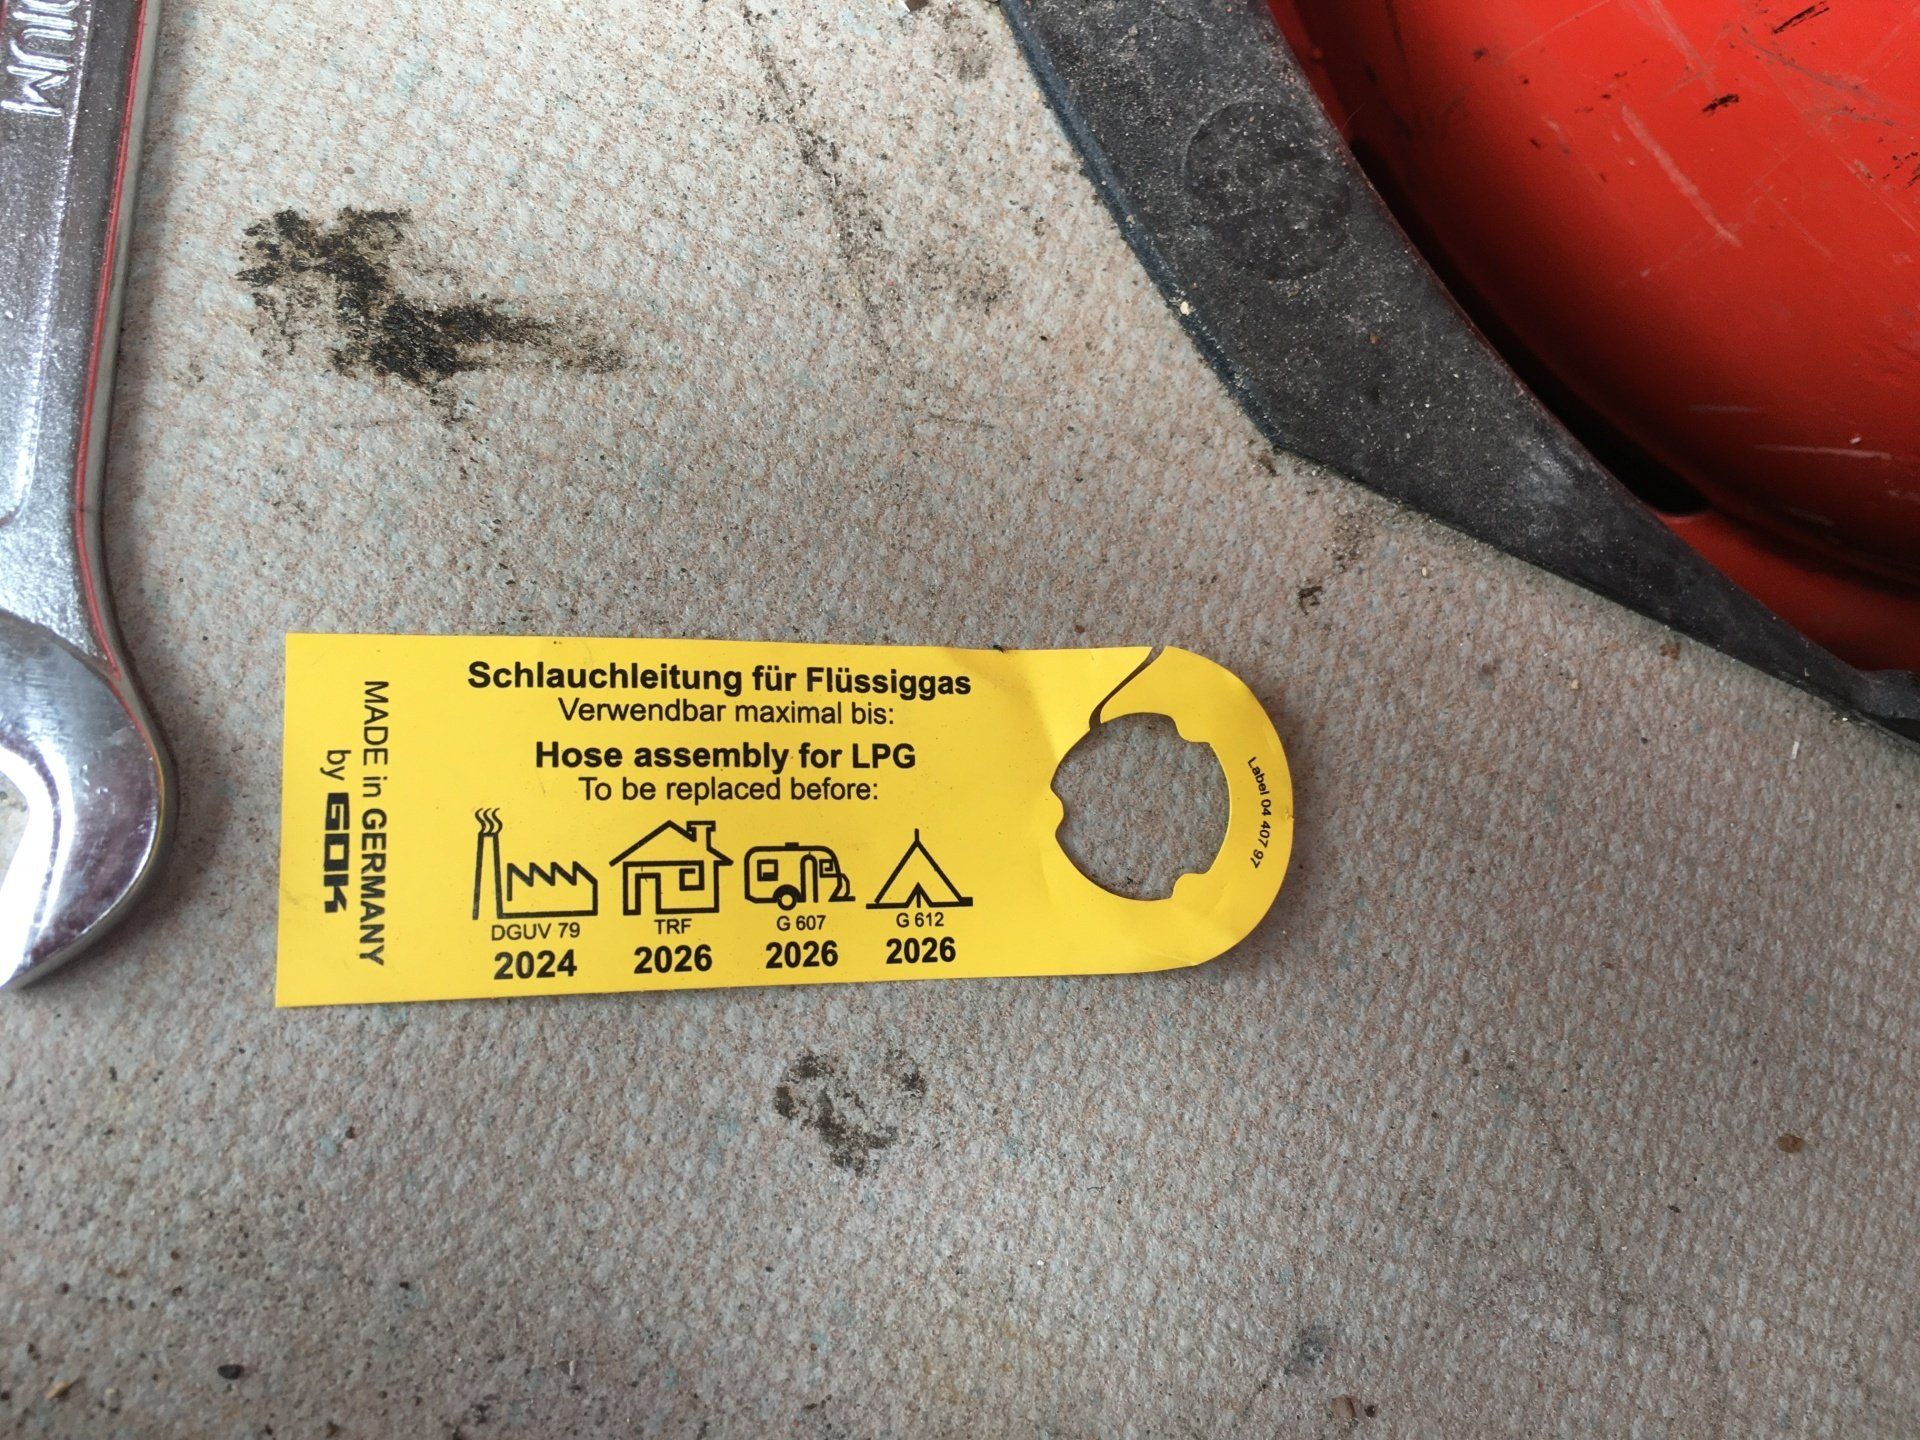 Schlauchleitung für Flüssiggas
Verwendbar maximal bis:
Hose assembly for LPG
To be replaced before:
DGUV 79
2024
TRF
2026
G 607
2026
G 612
2026
MADE in GERMANY
by GOK
Label 04 407 97